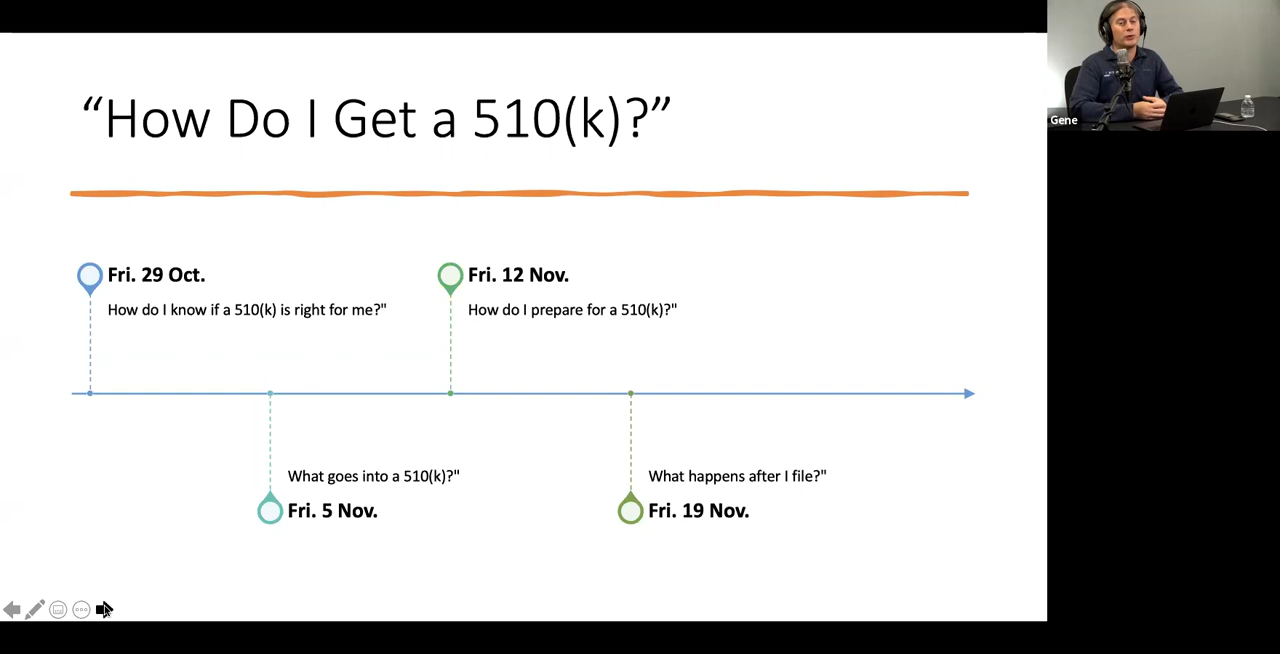 “How Do I Get a 510(k)?”
Fri. 29 Oct.
How do I know if a 510(k) is right for me?"
Fri. 12 Nov.
How do I prepare for a 510(k)?"
What goes into a 510(k)?"
Fri. 5 Nov.
What happens after I file?"
Fri. 19 Nov.
Gene